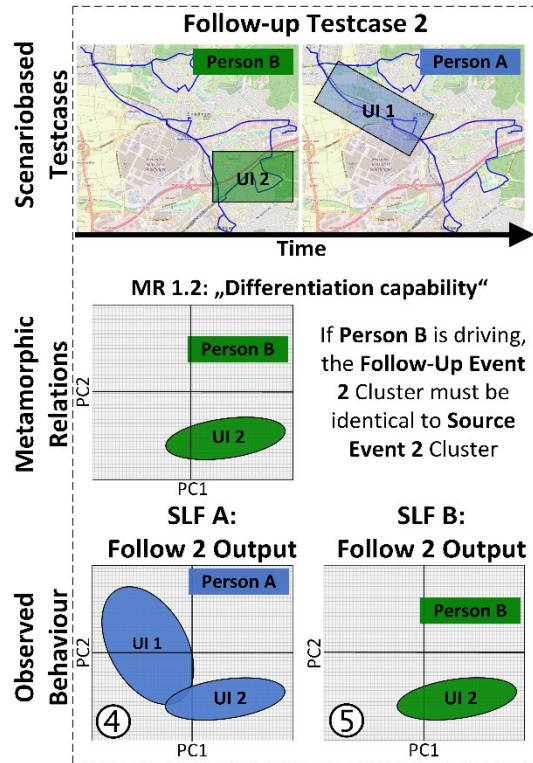 Follow-up Testcase 2
Scenariobased
Testcases
Person B
UI 2
Person A
UI 1
Time
Metamorphic
Relations
MR 1.2: „Differentiation capability“
Person B
UI 2
PC2
PC1
If Person B is driving,
the Follow-Up Event
2 Cluster must be
identical to Source
Event 2 Cluster
Observed
Behaviour
SLF A:
Follow 2 Output
Person A
UI 1
UI 2
PC2
PC1
④
SLF B:
Follow 2 Output
Person B
UI 2
PC2
PC1
⑤